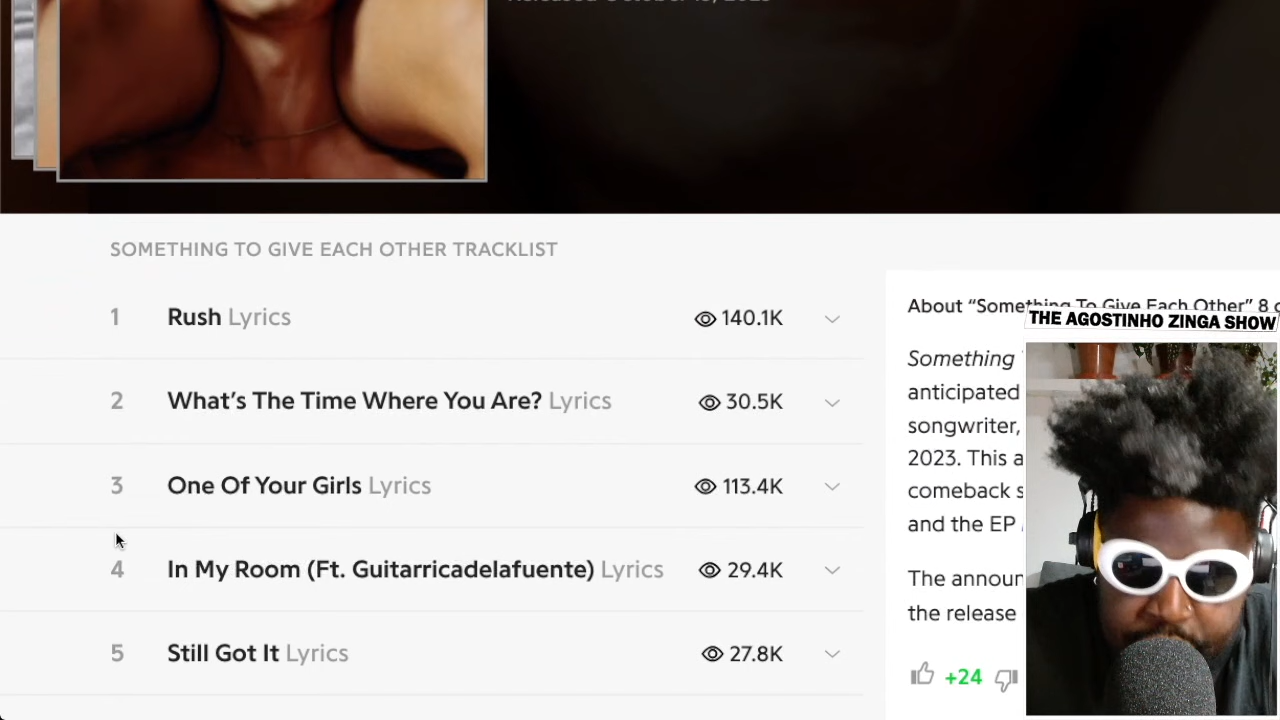 SOMETHING TO GIVE EACH OTHER TRACKLIST
1 Rush Lyrics 140.1K
2 What's The Time Where You Are? Lyrics 30.5K
3 One Of Your Girls Lyrics 113.4K
4 In My Room (Ft. Guitarricadelafuente) Lyrics 29.4K
5 Still Got It Lyrics 27.8K
About “Something To Give Each Other” 8 c
THE AGOSTINHO ZINGA SHOW
Something
anticipated
songwriter,
2023. This a
comeback s
and the EP
The announ
the release
+24